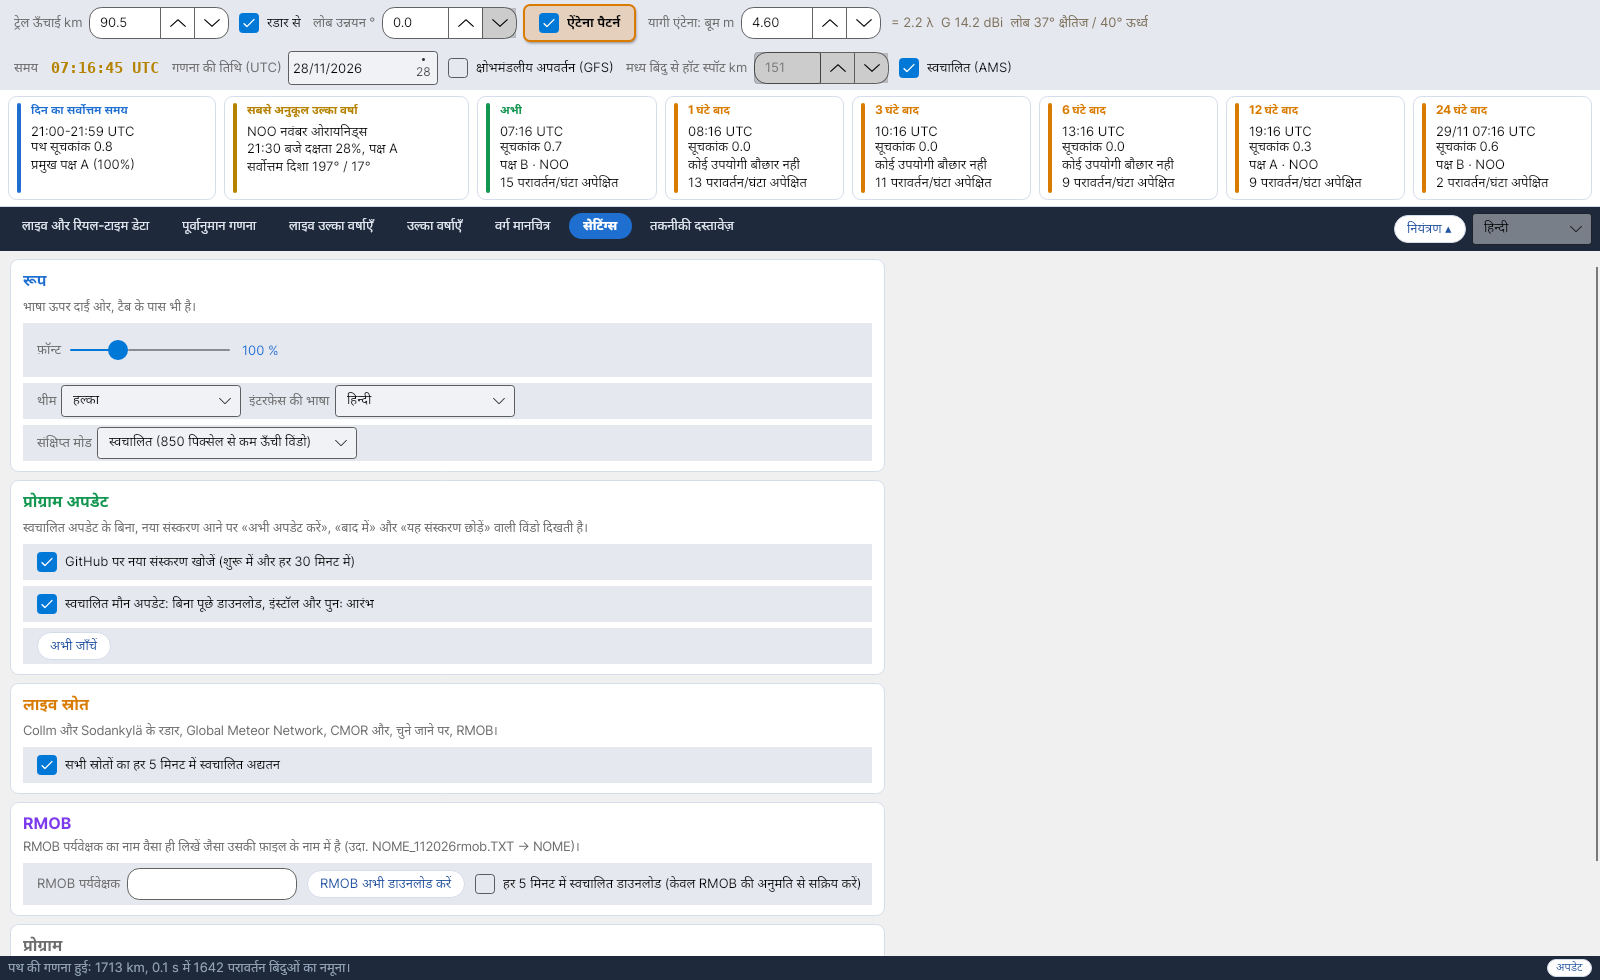 ट्रेल ऊँचाई km 90.5 रडार से लोब उन्नयन ° 0.0 ऐंटेना पैटर्न यागी एंटेना: बूम m 4.60 = 2.2 λ G 14.2 dBi लोब 37° क्षैतिज / 40° ऊर्ध्व
समय 07:16:45 UTC गणना की तिथि (UTC) 28/11/2026 28 क्षोभमंडलीय अपवर्तन (GFS) मध्य बिंदु से हॉट स्पॉट km 151 स्वचालित (AMS)
दिन का सर्वोत्तम समय
21:00-21:59 UTC
पथ सूचकांक 0.8
प्रमुख पक्ष A (100%)
सबसे अनुकूल उल्का वर्षा
NOO नवंबर ओरायनिड्स
21:30 बजे दक्षता 28%, पक्ष A
सर्वोत्तम दिशा 197° / 17°
अभी
07:16 UTC
सूचकांक 0.7
पक्ष B · NOO
15 परावर्तन/घंटा अपेक्षित
1 घंटे बाद
08:16 UTC
सूचकांक 0.0
कोई उपयोगी बौछार नहीं
13 परावर्तन/घंटा अपेक्षित
3 घंटे बाद
10:16 UTC
सूचकांक 0.0
कोई उपयोगी बौछार नहीं
11 परावर्तन/घंटा अपेक्षित
6 घंटे बाद
13:16 UTC
सूचकांक 0.0
कोई उपयोगी बौछार नहीं
9 परावर्तन/घंटा अपेक्षित
12 घंटे बाद
19:16 UTC
सूचकांक 0.3
पक्ष A · NOO
9 परावर्तन/घंटा अपेक्षित
24 घंटे बाद
29/11 07:16 UTC
सूचकांक 0.6
पक्ष B · NOO
2 परावर्तन/घंटा अपेक्षित
लाइव और रियल-टाइम डेटा पूर्वानुमान गणना लाइव उल्का वर्षाएँ उल्का वर्षाएँ वर्ग मानचित्र सेटिंग्स तकनीकी दस्तावेज़ नियंत्रण ▴ हिन्दी
रूप
भाषा ऊपर दाईं ओर, टैब के पास भी है।
फ़ॉन्ट 100 %
थीम हल्का इंटरफ़ेस की भाषा हिन्दी
संक्षिप्त मोड स्वचालित (850 पिक्सेल से कम ऊँची विंडो)
प्रोग्राम अपडेट
स्वचालित अपडेट के बिना, नया संस्करण आने पर «अभी अपडेट करें», «बाद में» और «यह संस्करण छोड़ें» वाली विंडो दिखती है।
GitHub पर नया संस्करण खोजें (शुरू में और हर 30 मिनट में)
स्वचालित मौन अपडेट: बिना पूछे डाउनलोड, इंस्टॉल और पुनः आरंभ
अभी जाँचें
लाइव स्रोत
Collm और Sodankylä के रडार, Global Meteor Network, CMOR और, चुने जाने पर, RMOB।
सभी स्रोतों का हर 5 मिनट में स्वचालित अद्यतन
RMOB
RMOB पर्यवेक्षक का नाम वैसा ही लिखें जैसा उसकी फ़ाइल के नाम में है (उदा. NOME_112026rmob.TXT → NOME)।
RMOB पर्यवेक्षक RMOB अभी डाउनलोड करें हर 5 मिनट में स्वचालित डाउनलोड (केवल RMOB की अनुमति से सक्रिय करें)
प्रोग्राम
पथ की गणना हुई: 1713 km, 0.1 s में 1642 परावर्तन बिंदुओं का नमूना। अपडेट